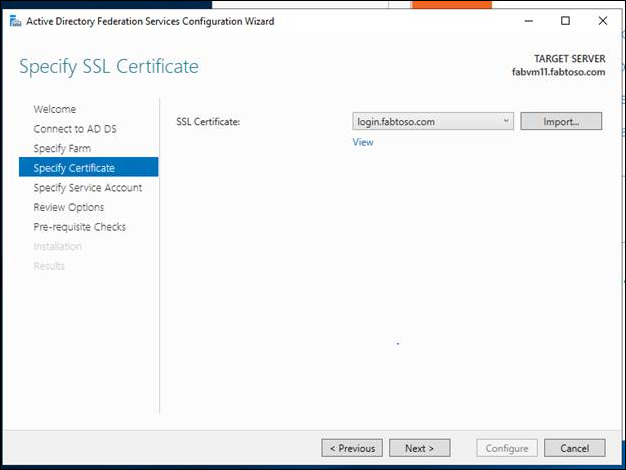 Active Directory Federation Services Configuration Wizard
Specify SSL Certificate
TARGET SERVER
fabvm11.fabtoso.com
Welcome
Connect to AD DS
Specify Farm
Specify Certificate
Specify Service Account
Review Options
Pre-requisite Checks
Installation
Results
SSL Certificate:
login.fabtoso.com
Import...
View
< Previous
Next >
Configure
Cancel